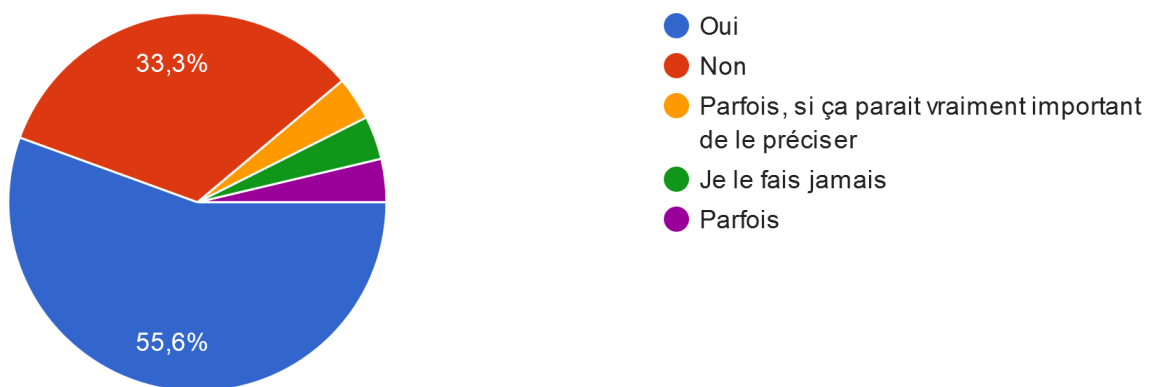 33,3%
55,6%
Oui
Non
Parfois, si ça parait vraiment important
de le préciser
Je le fais jamais
Parfois